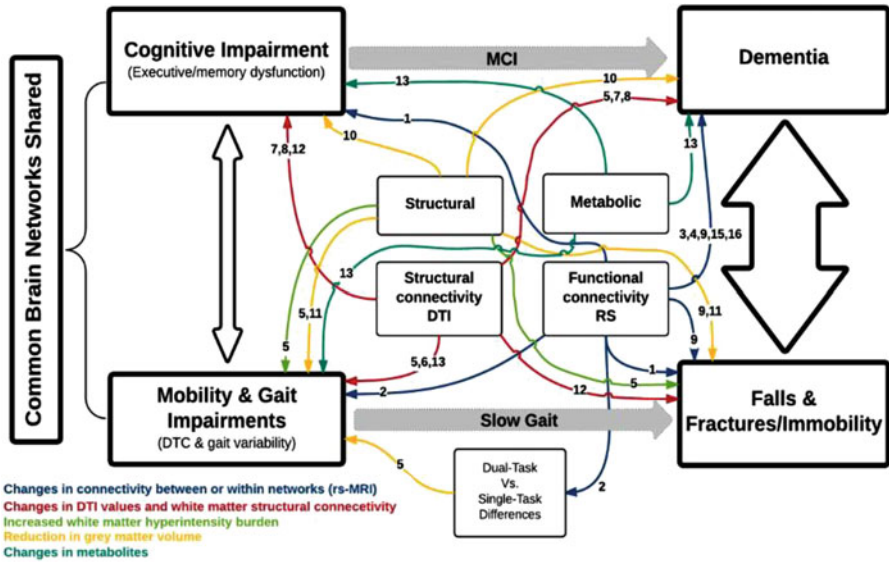 Common Brain Networks Shared
Cognitive Impairment
(Executive/memory dysfunction)
MCI
Dementia
13
10
5,7,8
1
10
7,8,12
13
Structural
Metabolic
3,4,9,15,16
13
Structural
connectivity
DTI
Functional
connectivity
RS
5,11
9,11
5
9
5,6,13
1
5
2
12
Mobility & Gait
Impairments
(DTC & gait variability)
Slow Gait
Falls &
Fractures/Immobility
5
Dual-Task
Vs.
Single-Task
Differences
2
Changes in connectivity between or within networks (rs-MRI)
Changes in DTI values and white matter structural connecetivity
Increased white matter hyperintensity burden
Reduction in grey matter volume
Changes in metabolites